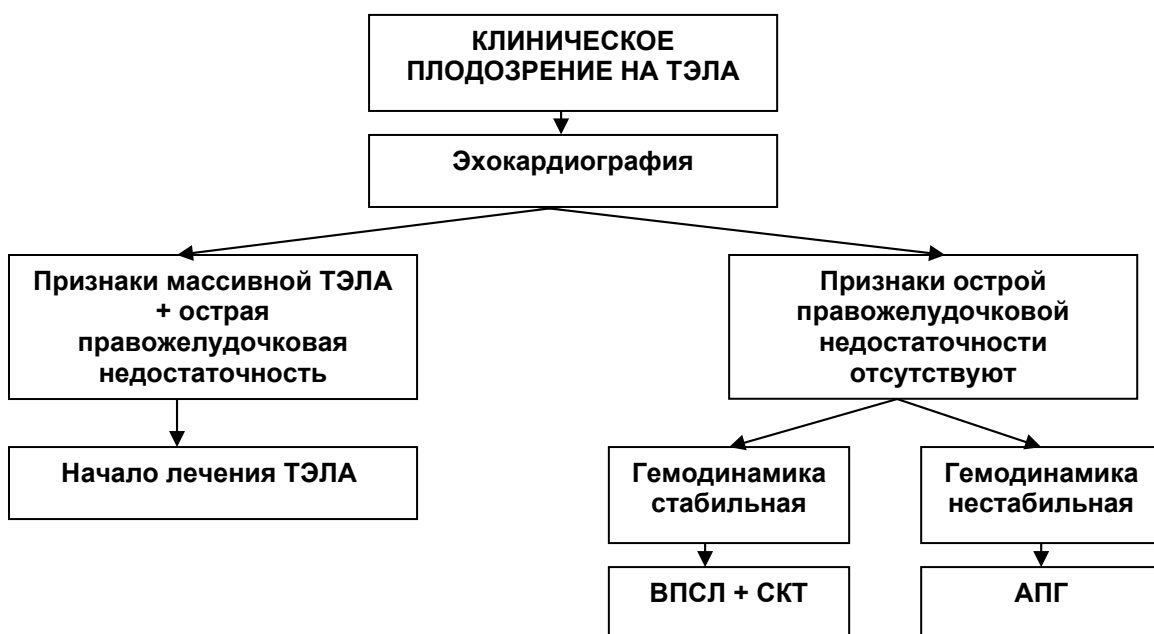 КЛИНИЧЕСКОЕ
ПЛОДОЗРЕНИЕ НА ТЭЛА
Эхокардиография
Признаки массивной ТЭЛА
+ острая
правожелудочковая
недостаточность
Признаки острой
правожелудочковой
недостаточности
отсутствуют
Начало лечения ТЭЛА
Гемодинамика
стабильная
Гемодинамика
нестабильная
ВПСЛ + СКТ
АПГ